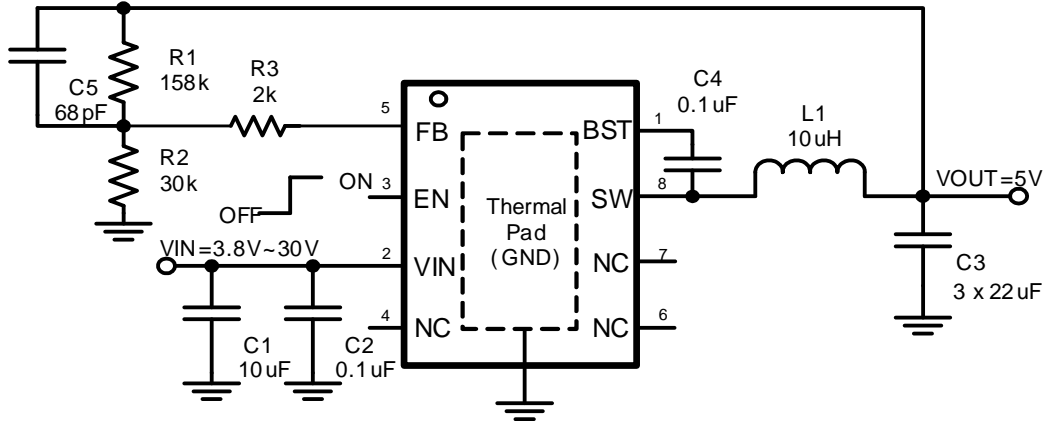 R1
158k
C5
68pF
R3
2k
R2
30k
5
FB
BST
1
C4
0.1uF
L1
10uH
ON
OFF
3
EN
Thermal
Pad
(GND)
SW
8
VOUT=5V
VIN=3.8V~30V
2
VIN
NC
7
C3
3 x 22uF
4
NC
NC
6
C1
10uF
C2
0.1uF